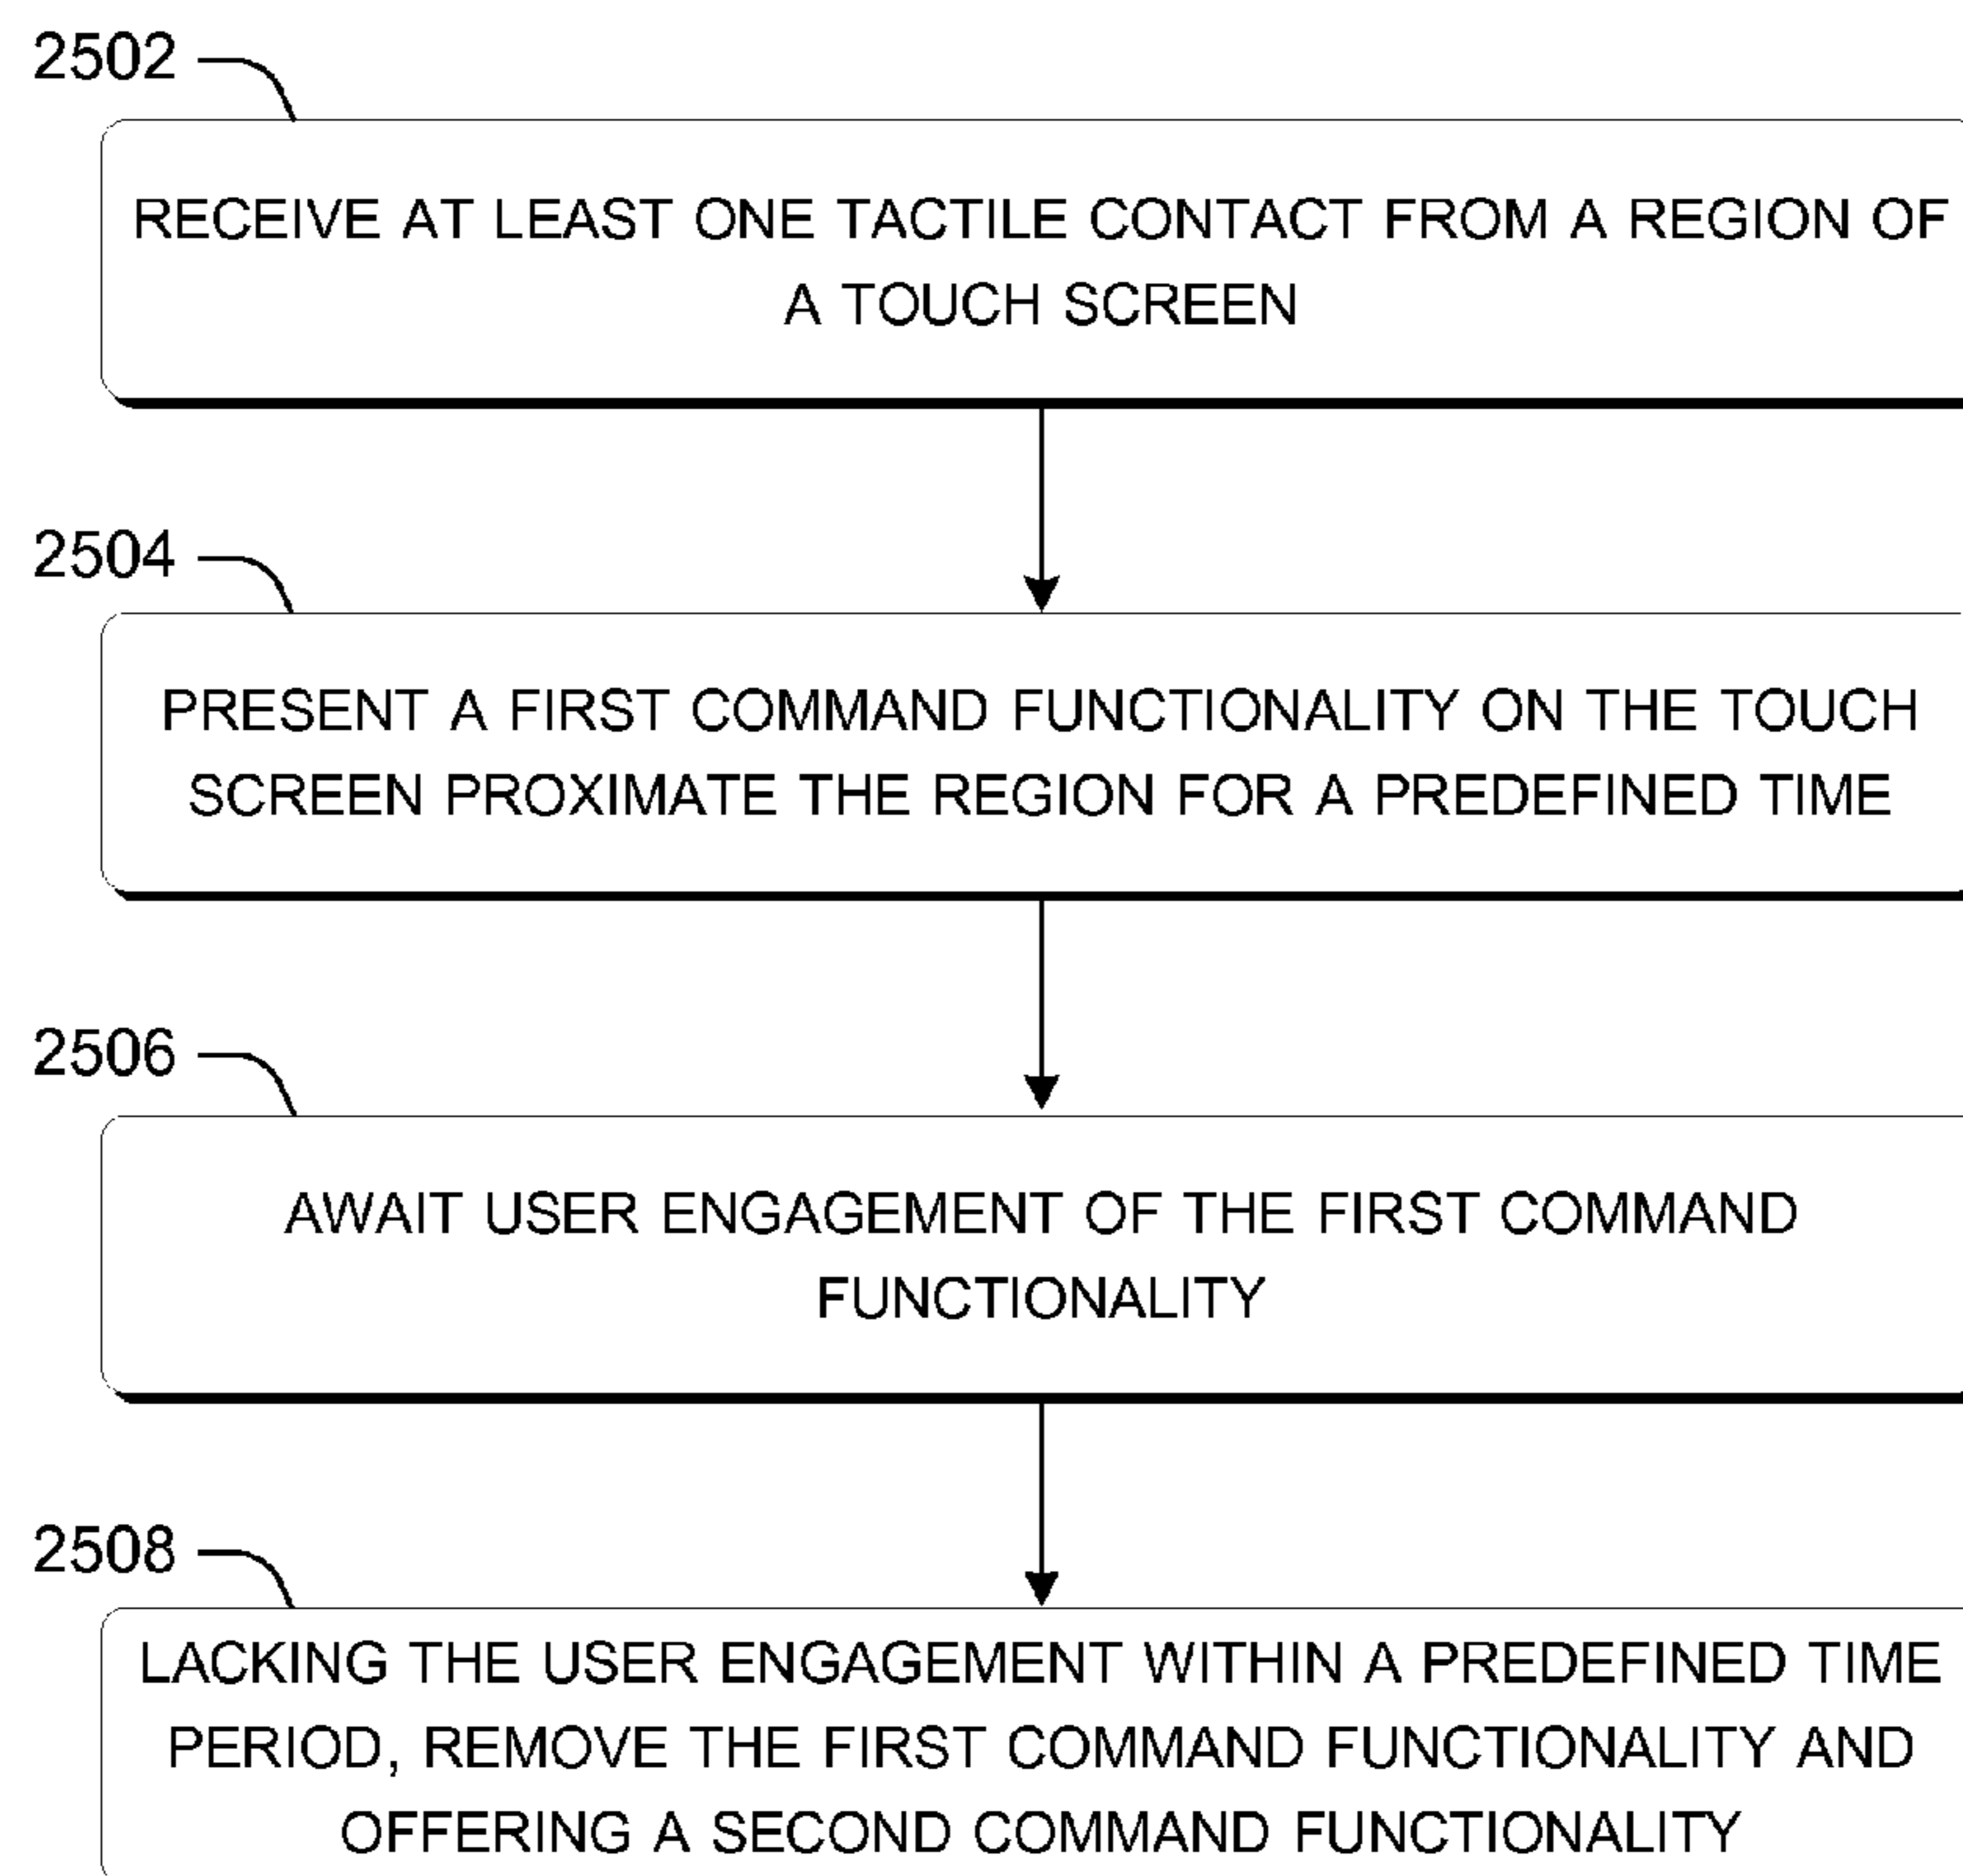 2502
RECEIVE AT LEAST ONE TACTILE CONTACT FROM A REGION OF
A TOUCH SCREEN
2504
PRESENT A FIRST COMMAND FUNCTIONALITY ON THE TOUCH
SCREEN PROXIMATE THE REGION FOR A PREDEFINED TIME
2506
AWAIT USER ENGAGEMENT OF THE FIRST COMMAND
FUNCTIONALITY
2508
LACKING THE USER ENGAGEMENT WITHIN A PREDEFINED TIME
PERIOD, REMOVE THE FIRST COMMAND FUNCTIONALITY AND
OFFERING A SECOND COMMAND FUNCTIONALITY